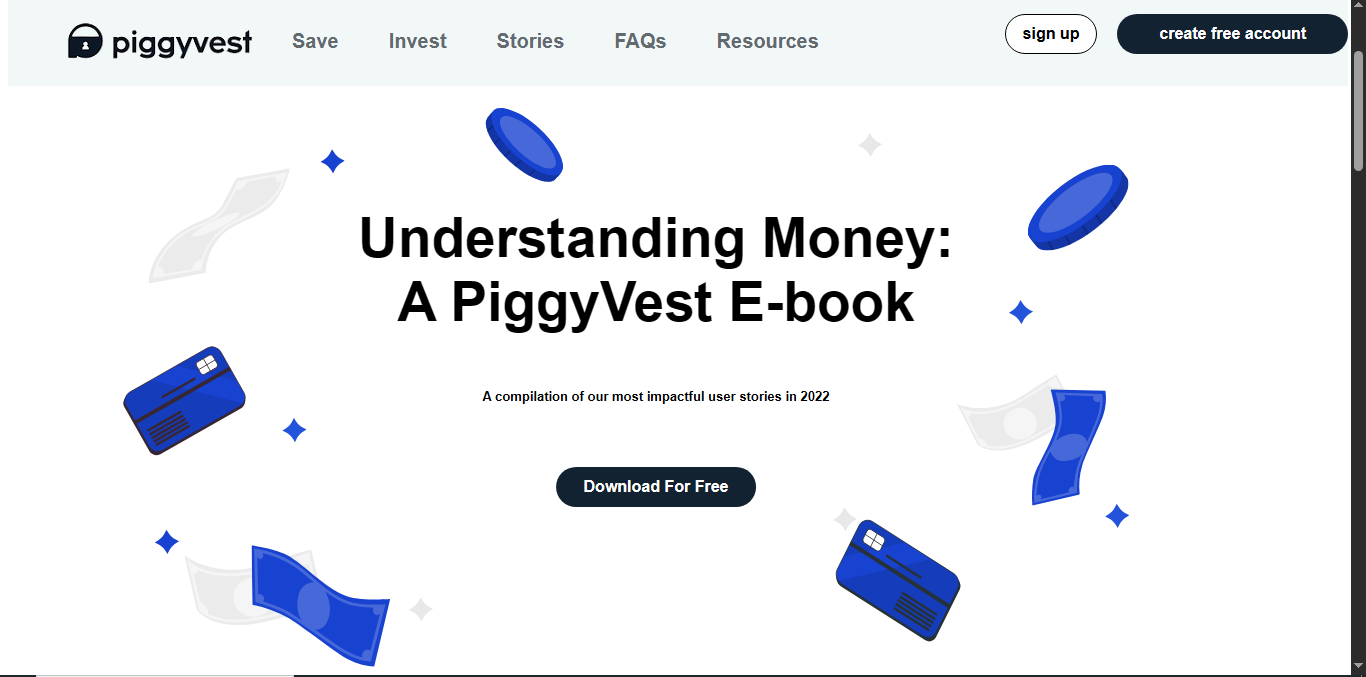 piggyvest Save Invest Stories FAQs Resources sign up create free account
Understanding Money:
A PiggyVest E-book
A compilation of our most impactful user stories in 2022
Download For Free